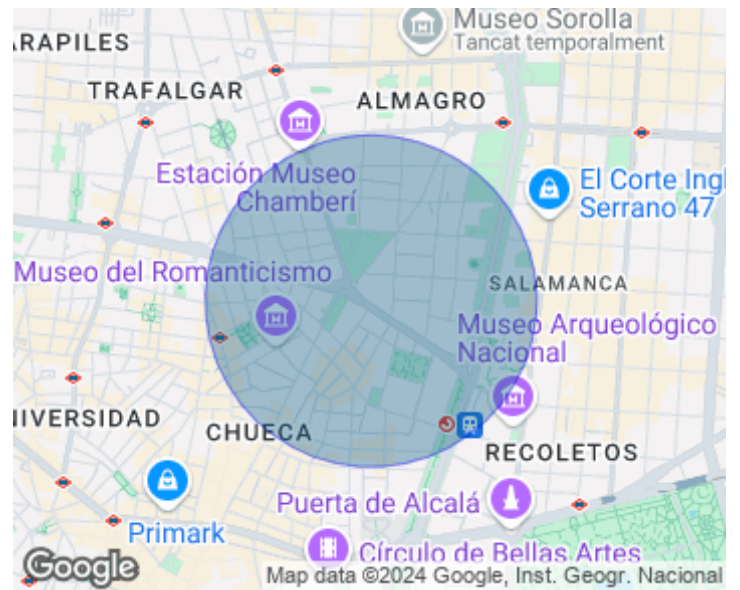 ARAPILES
Museo Sorolla
Tancat temporalment
TRAFALGAR
ALMAGRO
Estación Museo
Chamberí
El Corte Ingl
Serrano 47
Museo del Romanticismo
SALAMANCA
Museo Arqueológico
Nacional
NIVERSIDAD
CHUECA
RECOLETOS
Puerta de Alcalá
Primark
Círculo de Bellas Artes
Google
Map data ©2024 Google, Inst. Geogr. Nacional